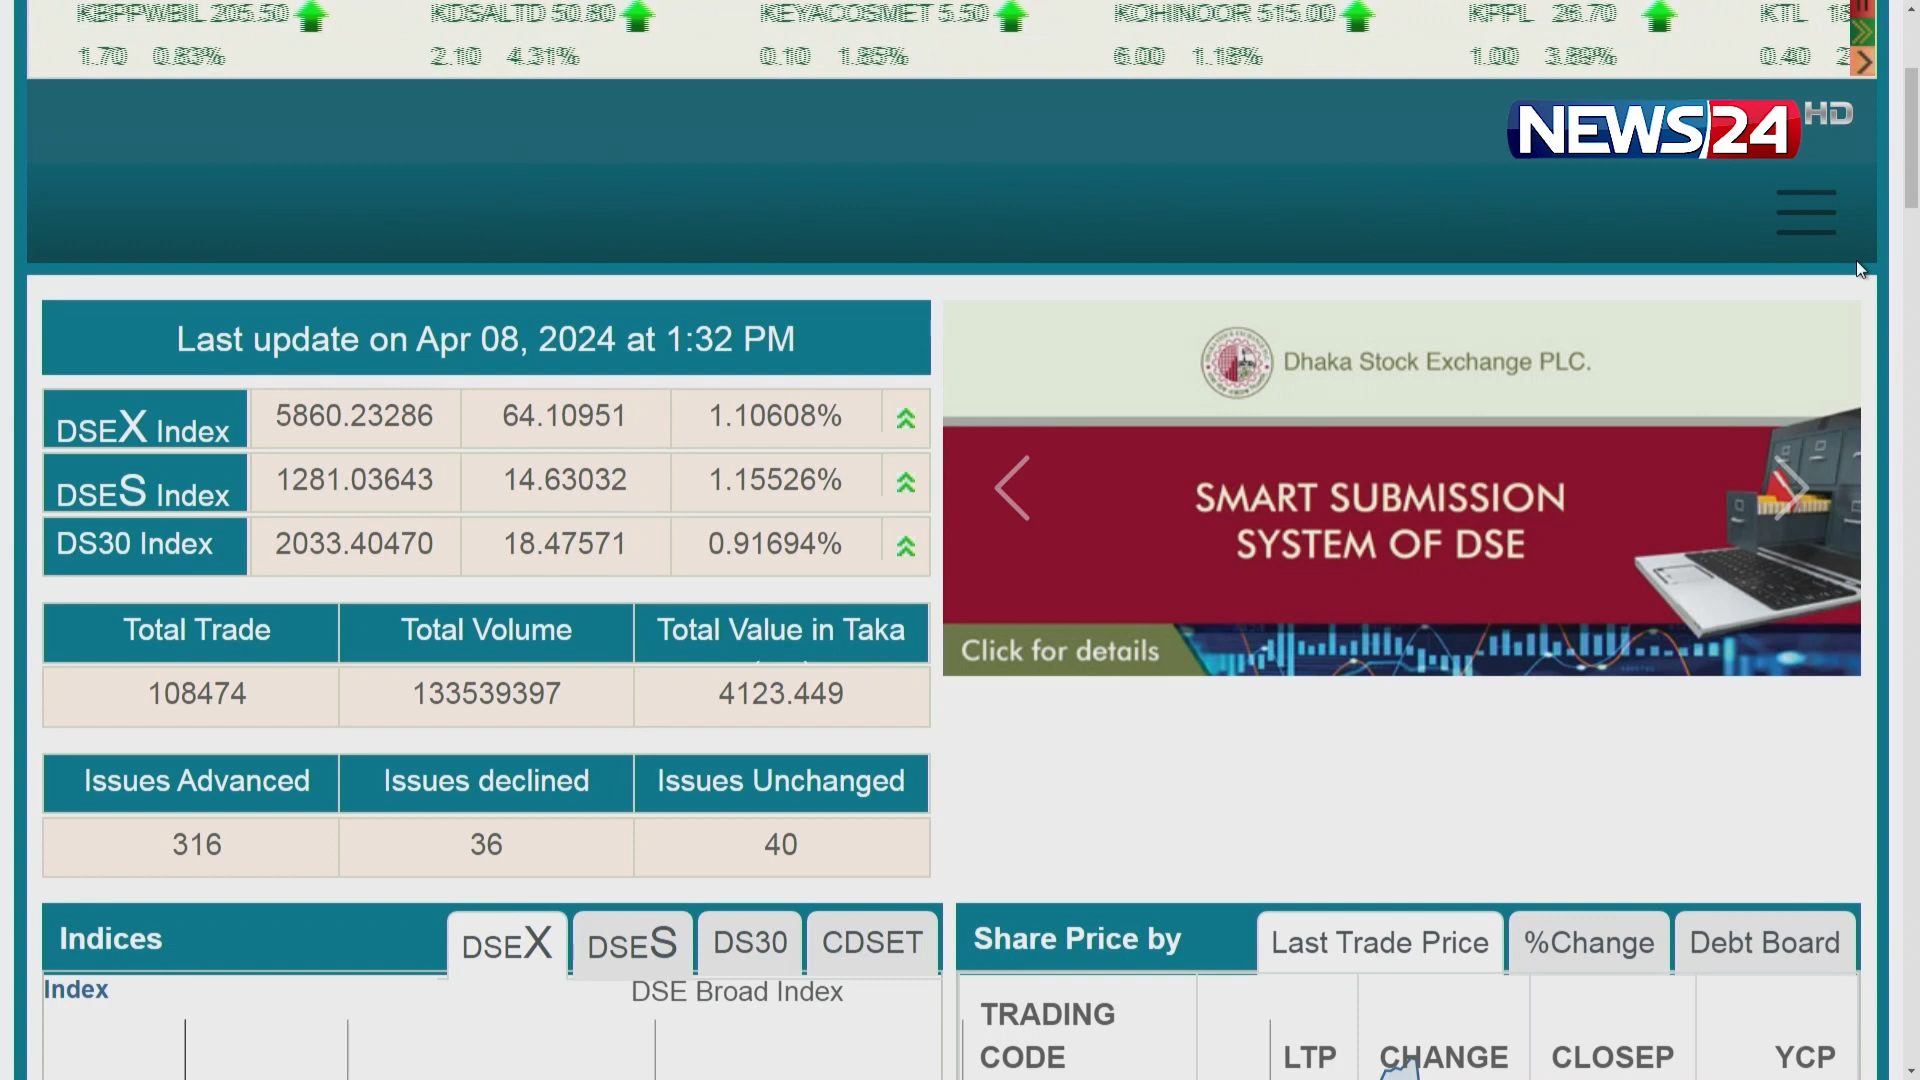 KBPPWBIL 205.50 KDSALTD 50.80 KEYACOSMET 5.50 KOHINOOR 515.00 KPPL 26.70 KTL
1.70 0.83% 2.10 4.31% 0.10 1.85% 6.00 1.18% 1.00 3.89% 0.40
NEWS 24 HD
Last update on Apr 08, 2024 at 1:32 PM
DSEX Index 5860.23286 64.10951 1.10608%
DSES Index 1281.03643 14.63032 1.15526%
DS30 Index 2033.40470 18.47571 0.91694%
Dhaka Stock Exchange PLC.
SMART SUBMISSION
SYSTEM OF DSE
Click for details
Total Trade Total Volume Total Value in Taka
108474 133539397 4123.449
Issues Advanced Issues declined Issues Unchanged
316 36 40
Indices DSEX DSES DS30 CDSET
Index DSE Broad Index
Share Price by Last Trade Price %Change Debt Board
TRADING
CODE LTP CHANGE CLOSEP YCP